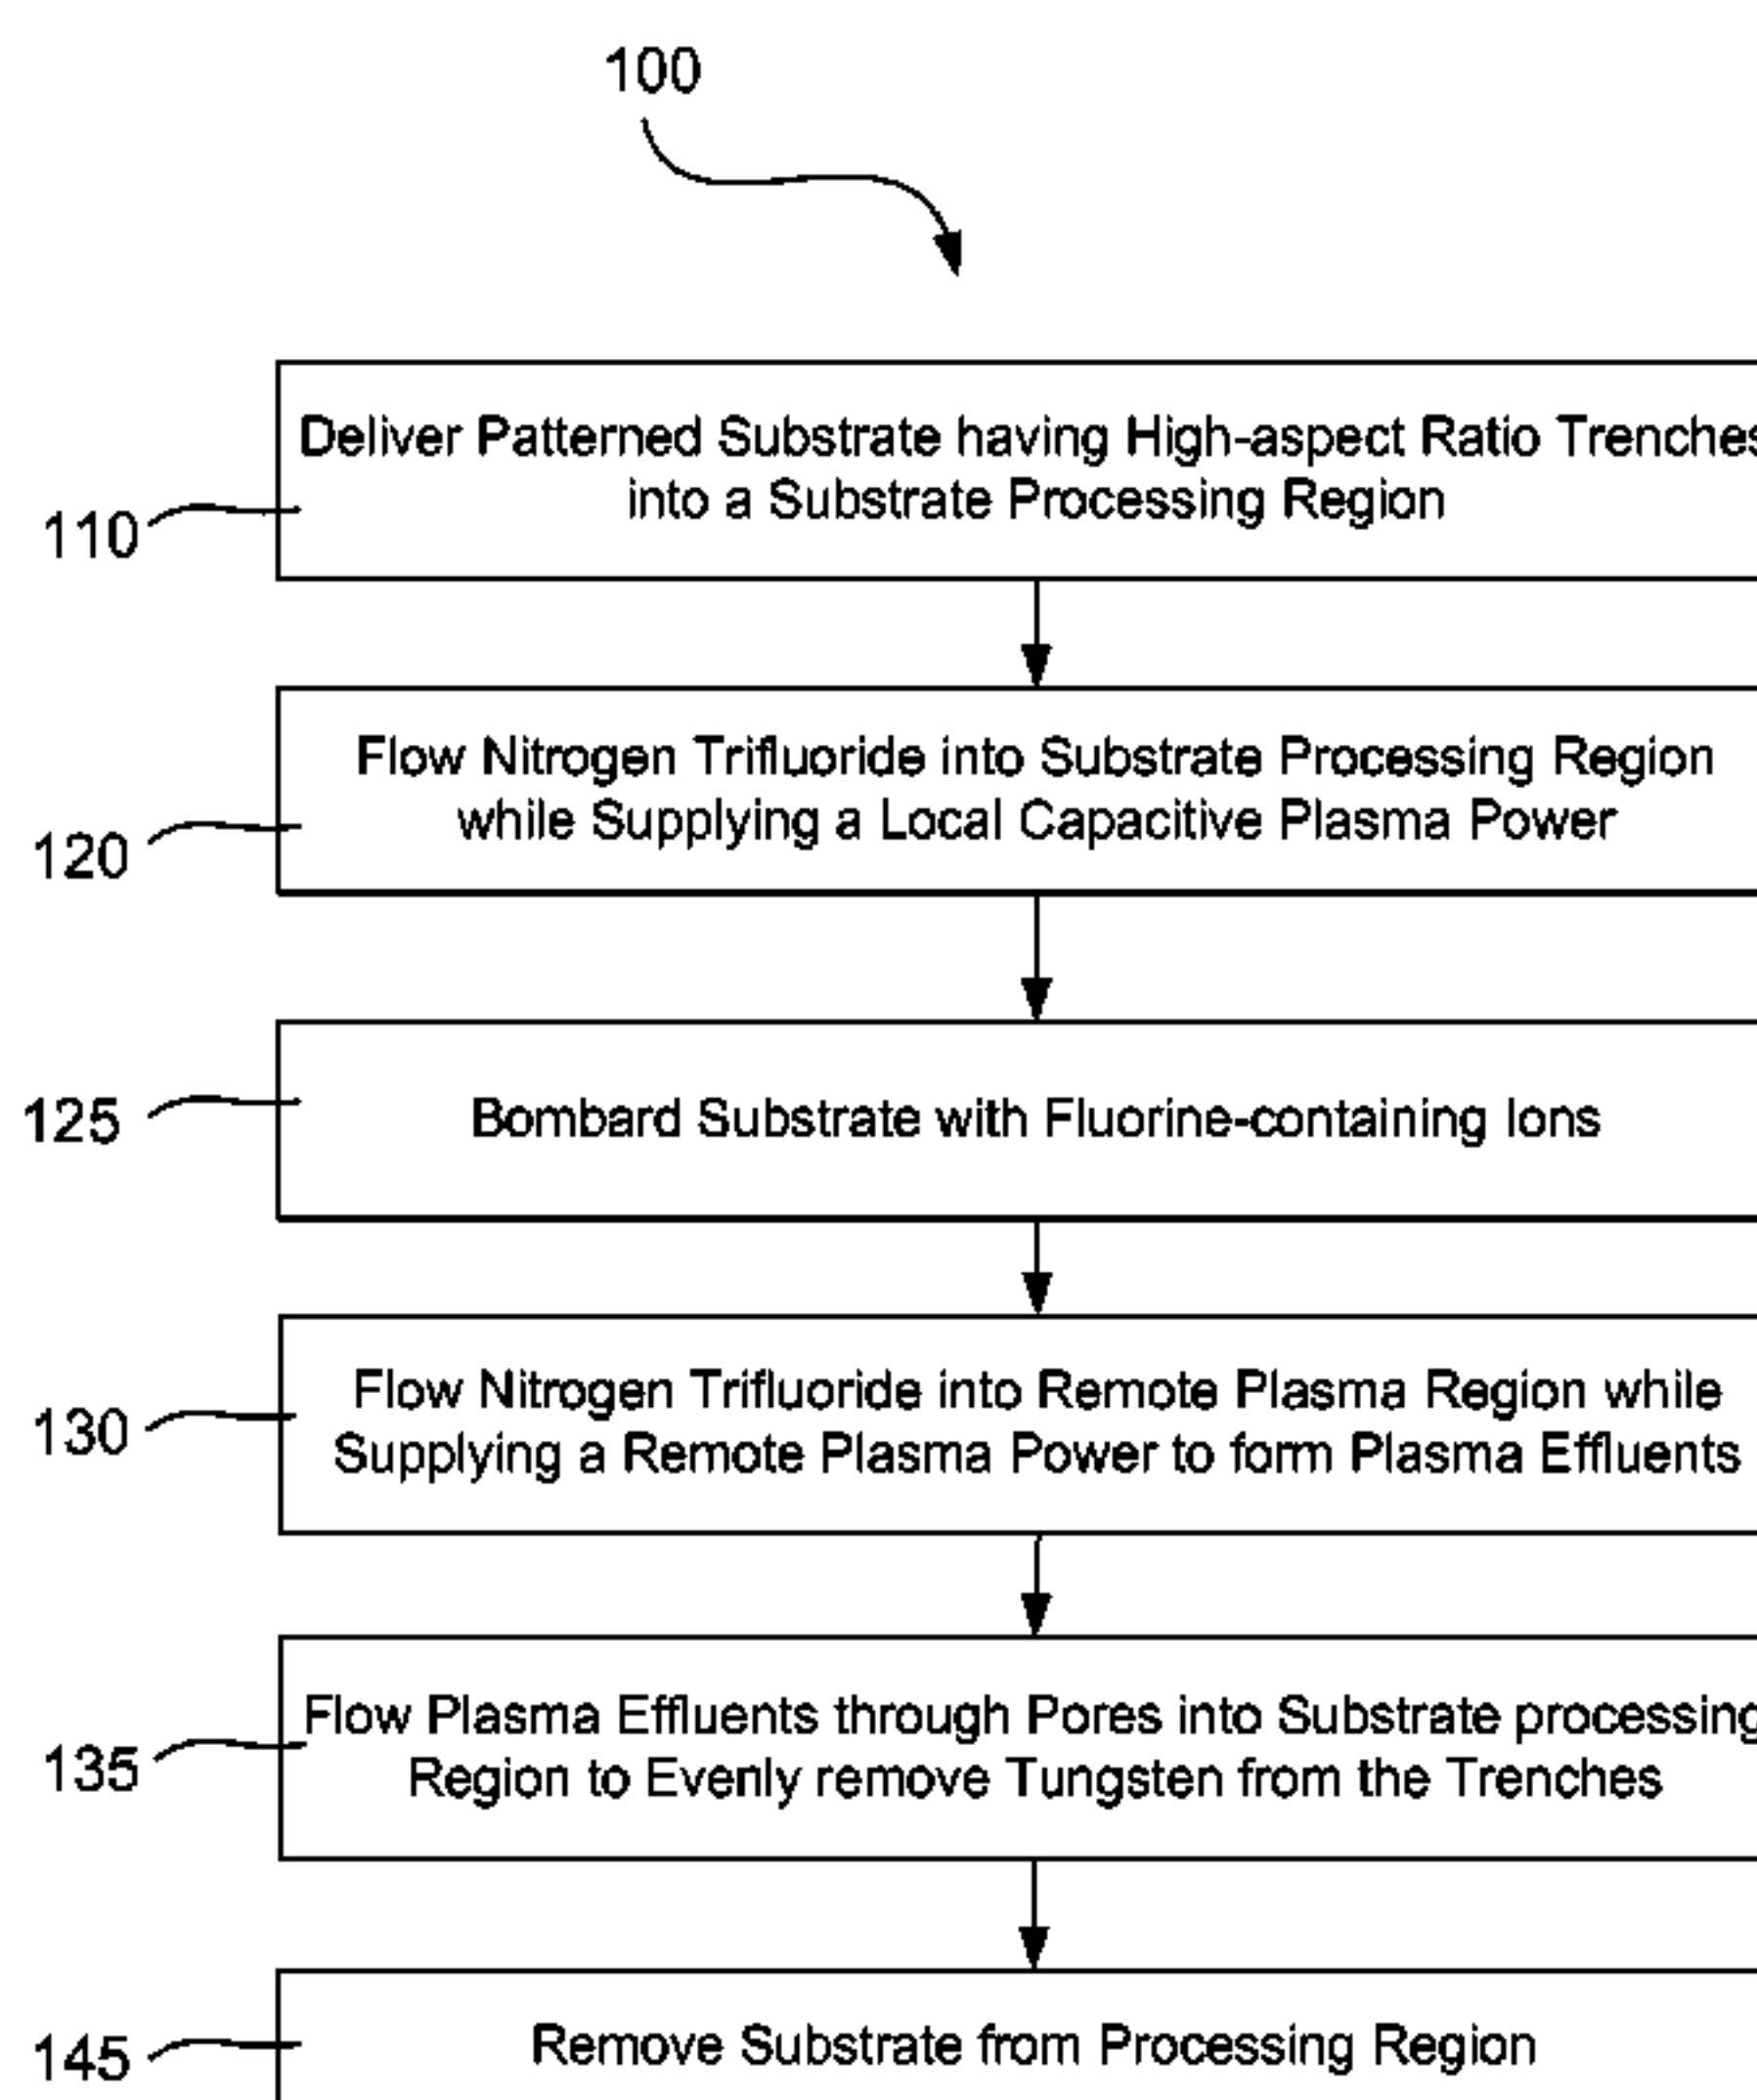 100
Deliver Patterned Substrate having High-aspect Ratio Trenches
into a Substrate Processing Region
110
Flow Nitrogen Trifluoride into Substrate Processing Region
while Supplying a Local Capacitive Plasma Power
120
Bombard Substrate with Fluorine-containing Ions
125
Flow Nitrogen Trifluoride into Remote Plasma Region while
Supplying a Remote Plasma Power to form Plasma Effluents
130
Flow Plasma Effluents through Pores into Substrate processing
Region to Evenly remove Tungsten from the Trenches
135
Remove Substrate from Processing Region
145